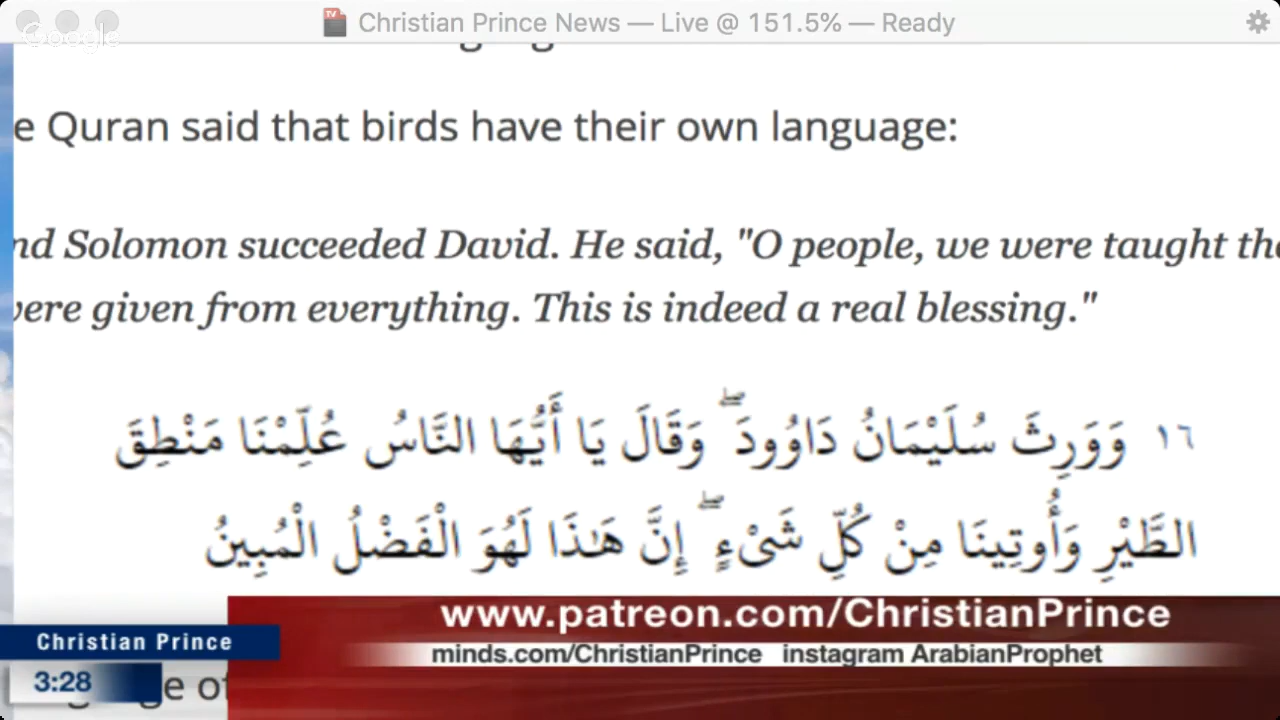 Christian Prince News — Live @ 151.5% — Ready
Google
e Quran said that birds have their own language:
nd Solomon succeeded David. He said, "O people, we were taught the
were given from everything. This is indeed a real blessing."
١٦ وَوَرِثَ سُلَيْمَانُ دَاوُودَ ۖ وَقَالَ يَا أَيُّهَا النَّاسُ عُلِّمْنَا مَنْطِقَ
الطَّيْرِ وَأُوتِينَا مِنْ كُلِّ شَىْءٍ ۖ إِنَّ هَـٰذَا لَهُوَ الْفَضْلُ الْمُبِينُ
www.patreon.com/ChristianPrince
Christian Prince
minds.com/ChristianPrince instagram ArabianProphet
3:28
ge of